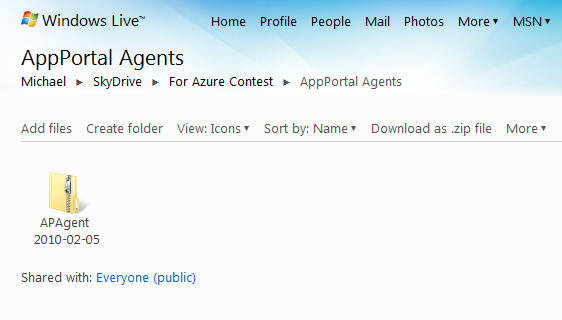 Windows Live™ Home Profile People Mail Photos More ▾ MSN ▾
AppPortal Agents
Michael ▸ SkyDrive ▸ For Azure Contest ▸ AppPortal Agents
Add files Create folder View: Icons ▾ Sort by: Name ▾ Download as .zip file More ▾
APAgent
2010-02-05
Shared with: Everyone (public)